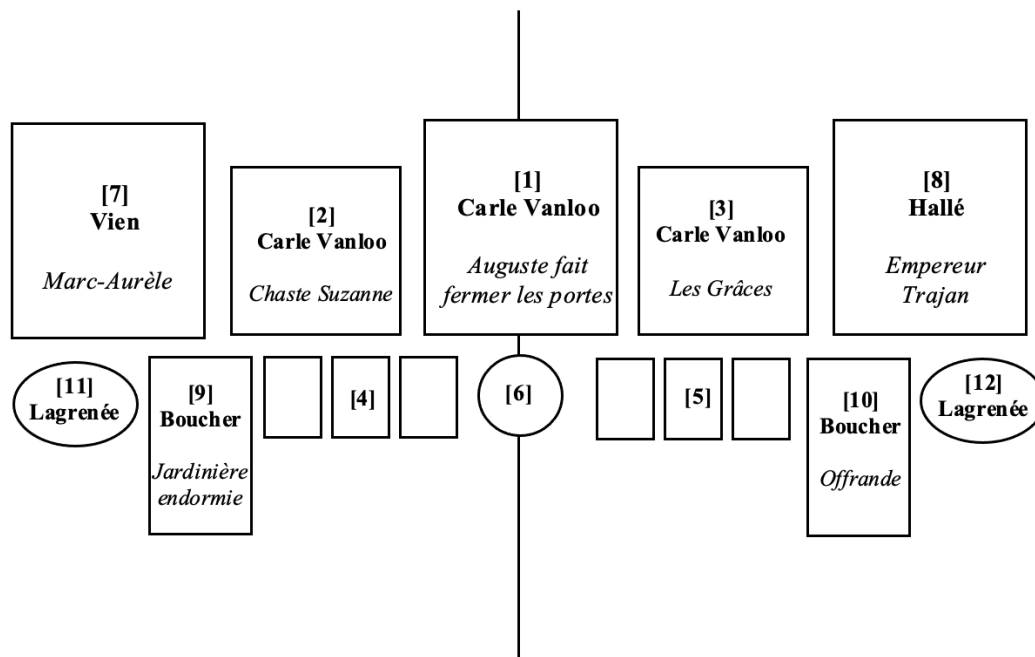 [7]
Vien
Marc-Aurèle
[2]
Carle Vanloo
Chaste Suzanne
[1]
Carle Vanloo
Auguste fait
fermer les portes
[3]
Carle Vanloo
Les Grâces
[8]
Hallé
Empereur
Trajan
[11]
Lagrenée
[9]
Boucher
Jardinière
endormie
[4]
[6]
[5]
[10]
Boucher
Offrande
[12]
Lagrenée